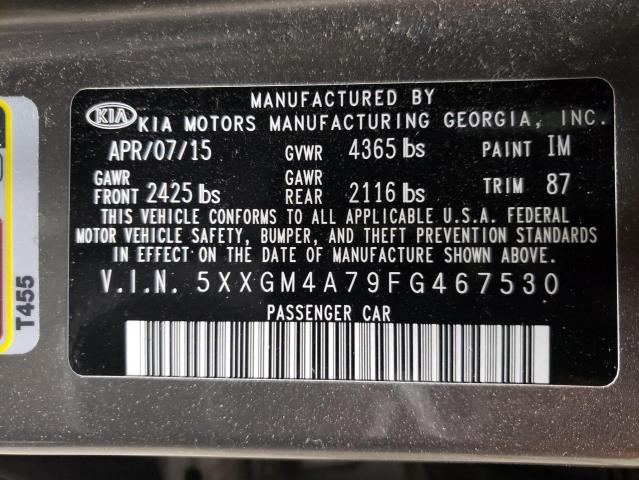 MANUFACTURED BY
KIA KIA MOTORS MANUFACTURING GEORGIA, INC.
APR/07/15 GVWR 4365 lbs PAINT IM
GAWR FRONT 2425 lbs GAWR REAR 2116 lbs TRIM 87
THIS VEHICLE CONFORMS TO ALL APPLICABLE U.S.A. FEDERAL
MOTOR VEHICLE SAFETY, BUMPER, AND THEFT PREVENTION STANDARDS
IN EFFECT ON THE DATE OF MANUFACTURE SHOWN ABOVE.
V.I.N. 5XXGM4A79FG467530
PASSENGER CAR
T455